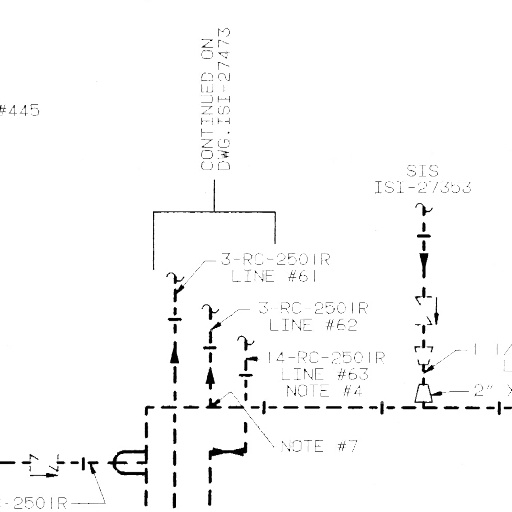 CONTINUED ON
DWG.ISI-27473
#445
SIS
ISI-27353
3-RC-2501R
LINE #61
3-RC-2501R
LINE #62
14-RC-2501R
LINE #63
NOTE #4
2" X
NOTE #7
C-2501R